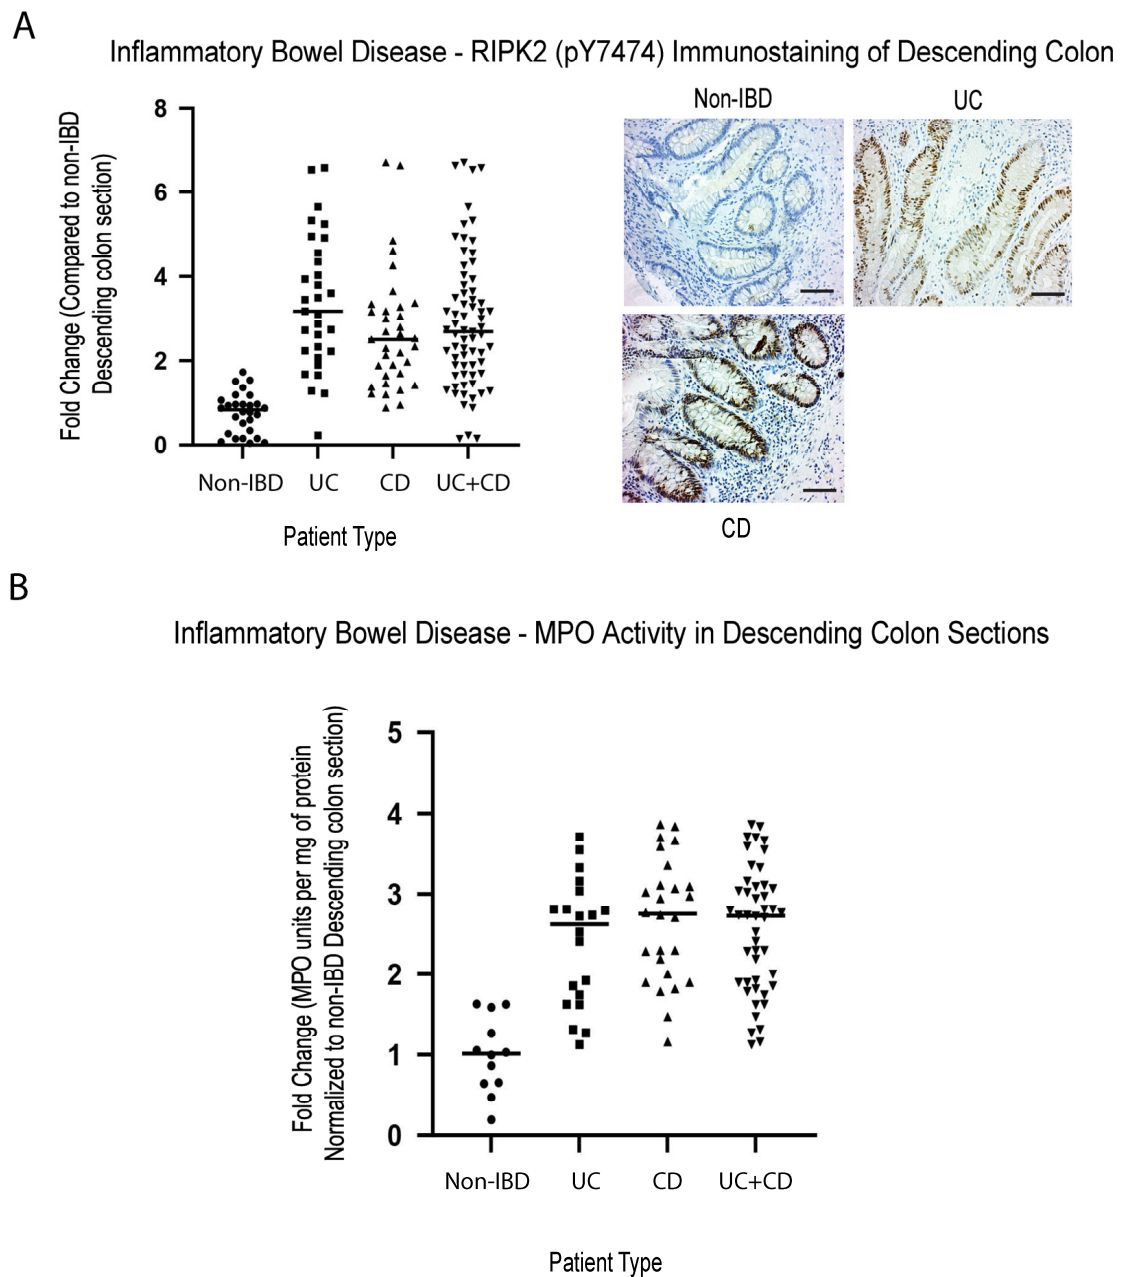 A
Inflammatory Bowel Disease - RIPK2 (pY7474) Immunostaining of Descending Colon
Fold Change (Compared to non-IBD
Descending colon section)
8
6
4
2
0
Non-IBD UC CD UC+CD
Patient Type
Non-IBD
UC
CD
B
Inflammatory Bowel Disease - MPO Activity in Descending Colon Sections
Fold Change (MPO units per mg of protein
Normalized to non-IBD Descending colon section)
5
4
3
2
1
0
Non-IBD UC CD UC+CD
Patient Type